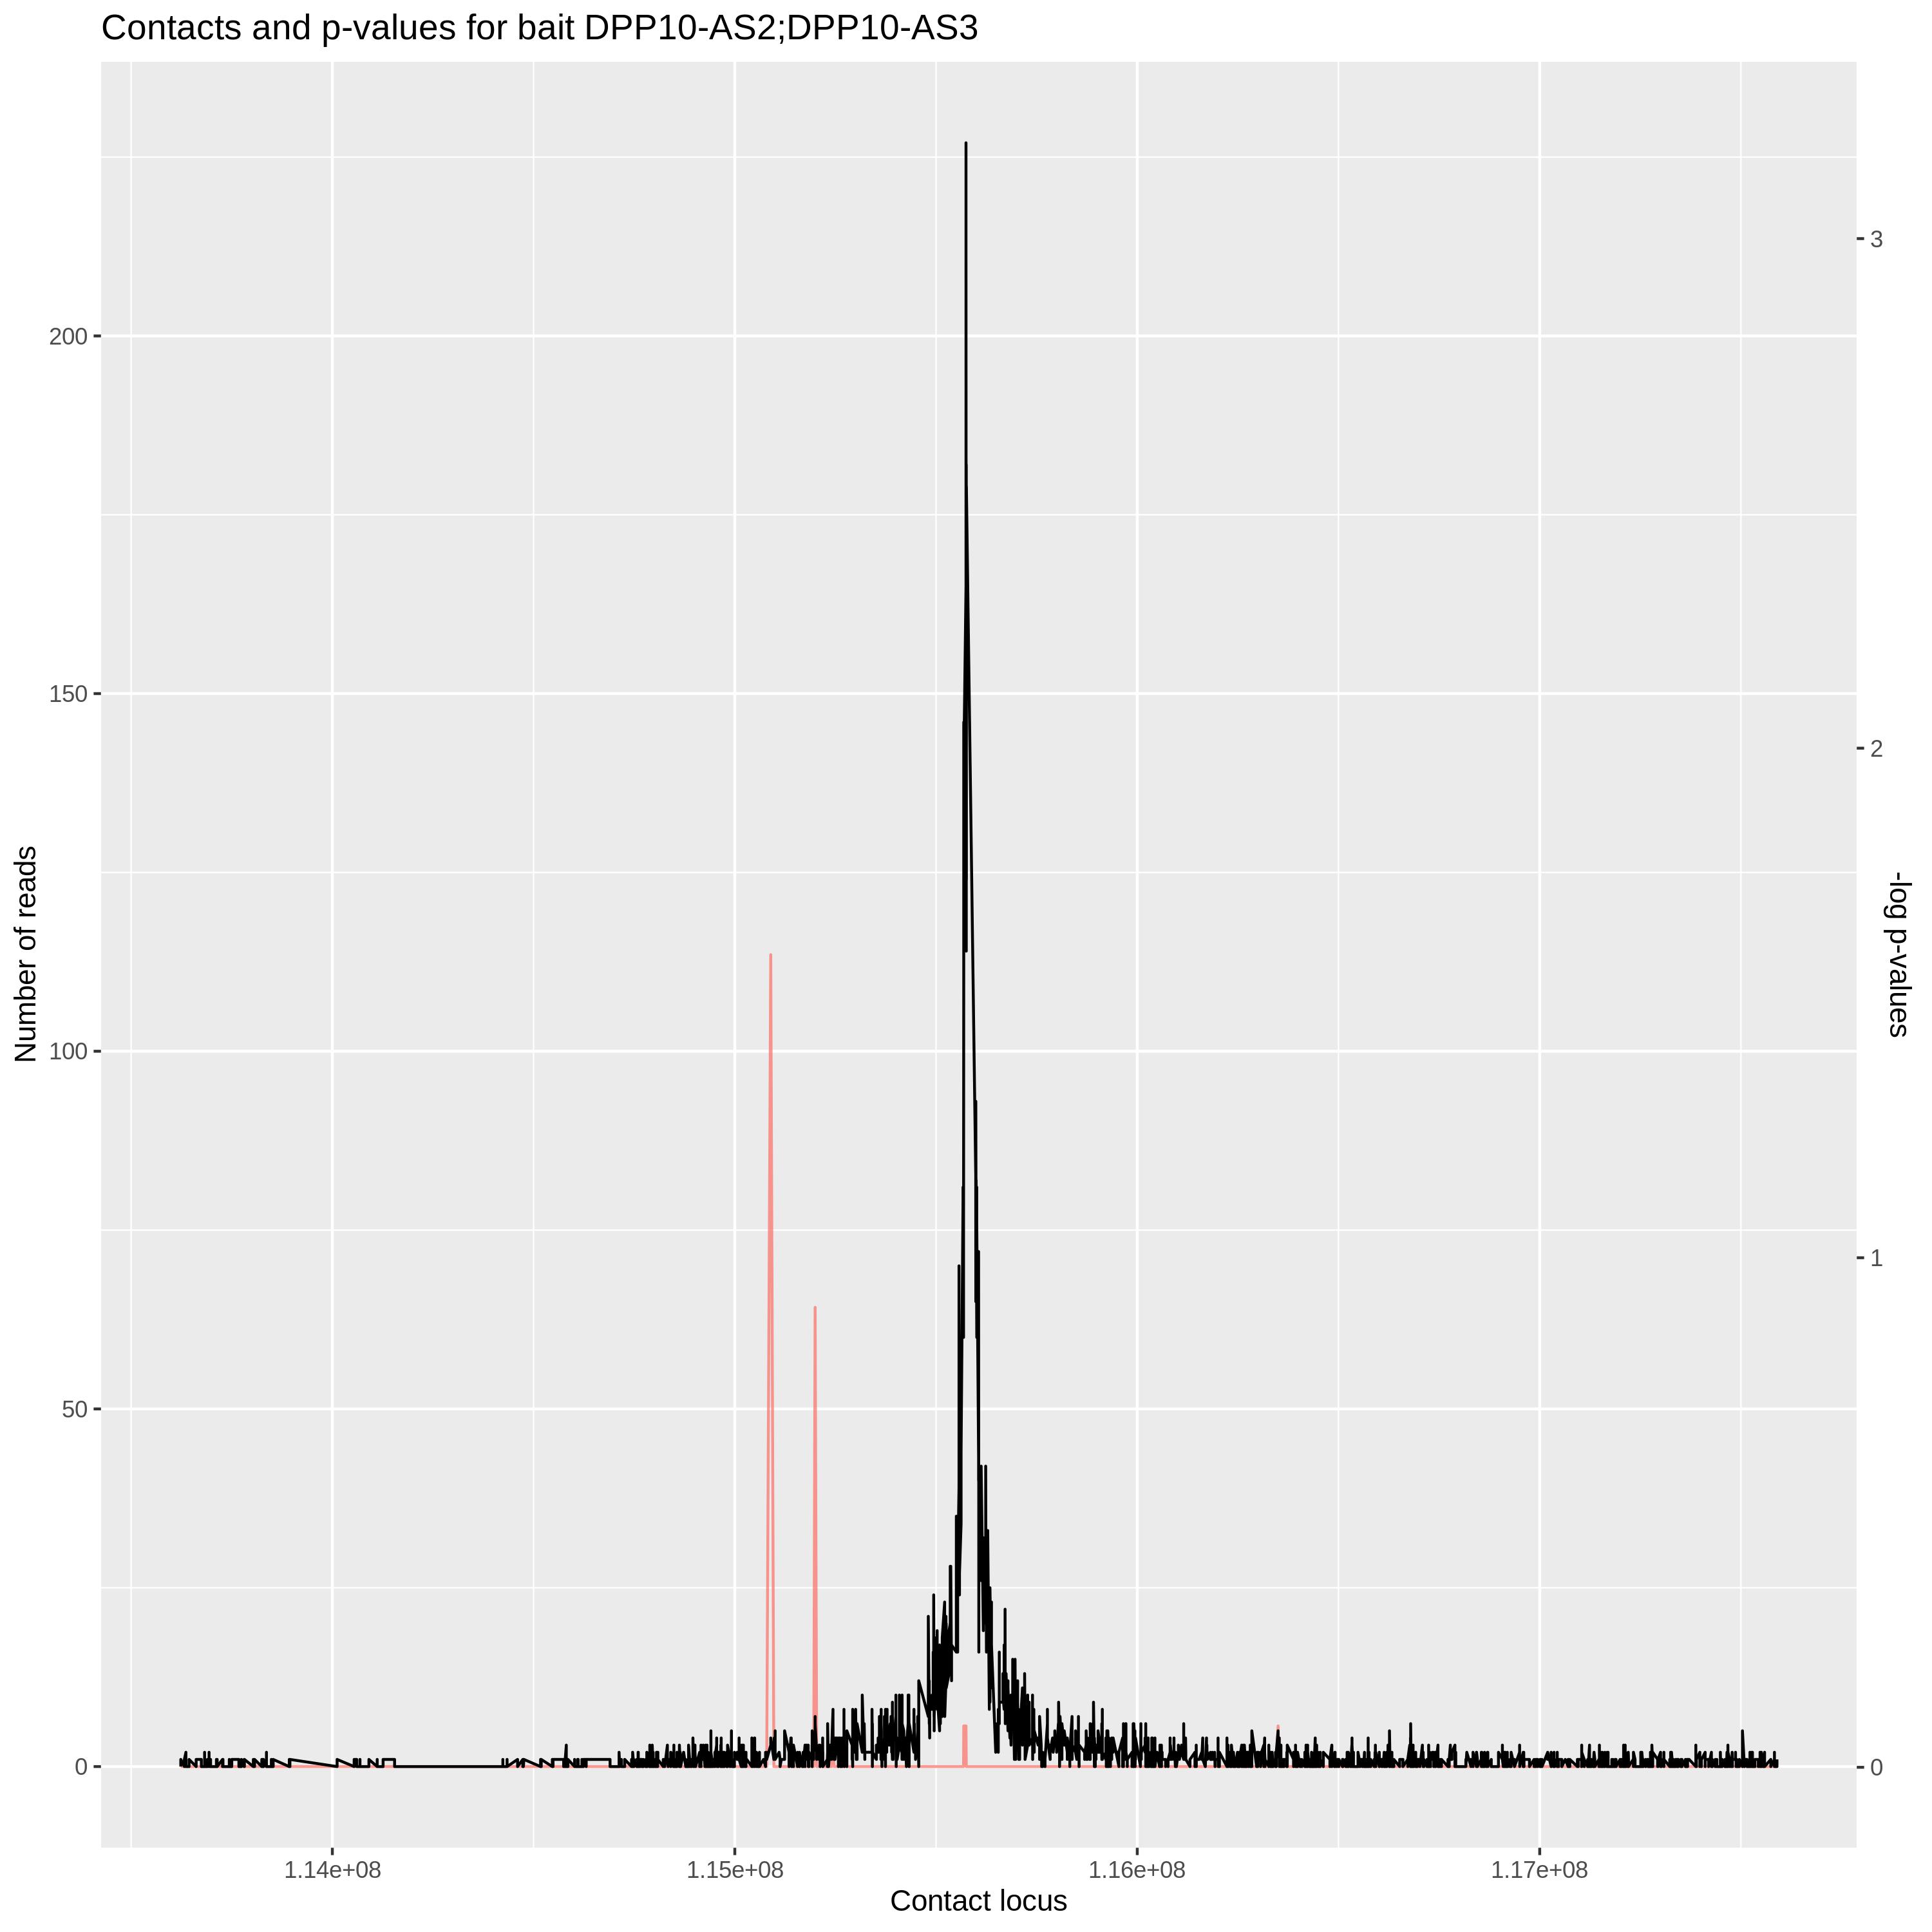 Contacts and p-values for bait DPP10-AS2;DPP10-AS3
Number of reads
200
150
100
50
0
3
2
1
0
-log p-values
1.14e+08 1.15e+08 1.16e+08 1.17e+08
Contact locus